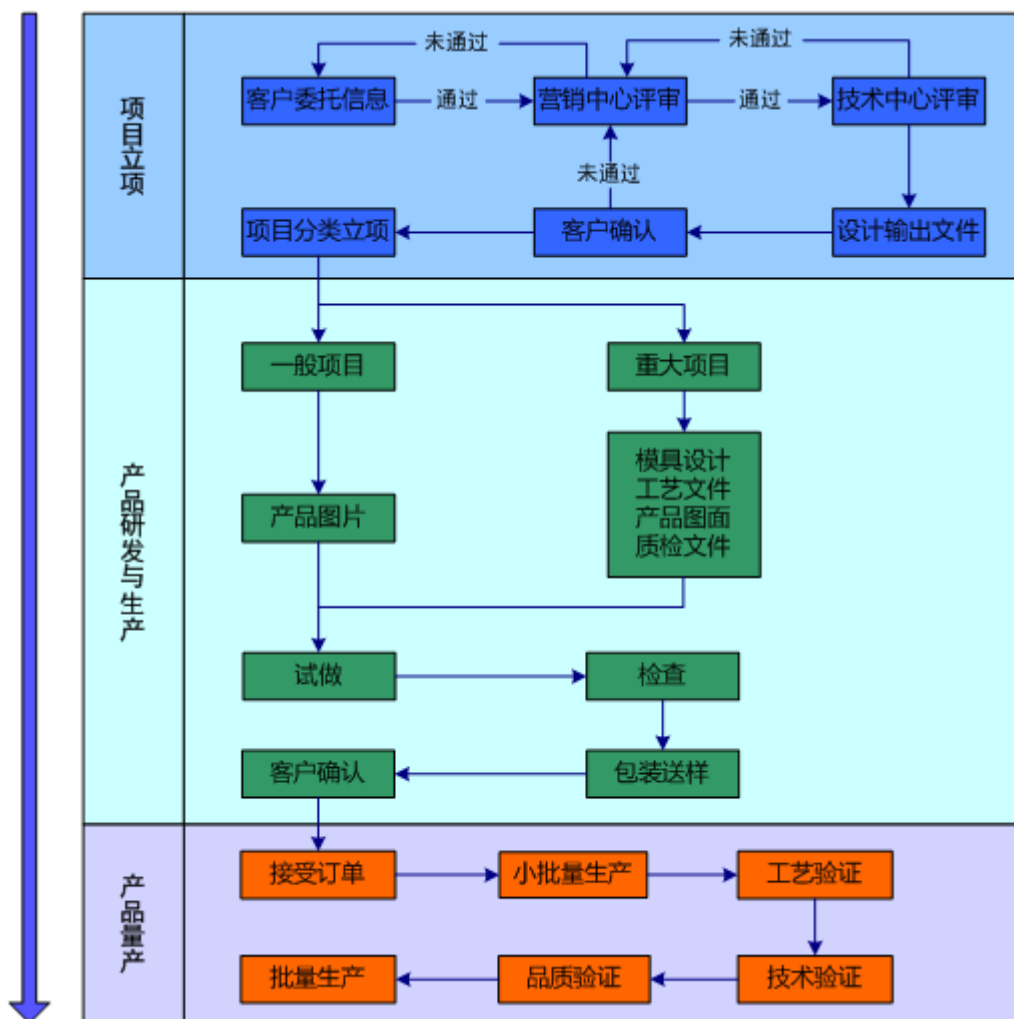 项目立项
未通过
未通过
客户委托信息
通过
营销中心评审
通过
技术中心评审
未通过
项目分类立项
客户确认
设计输出文件
产品研发与生产
一般项目
重大项目
产品图片
模具设计
工艺文件
产品图面
质检文件
试做
检查
客户确认
包装送样
产品量产
接受订单
小批量生产
工艺验证
批量生产
品质验证
技术验证